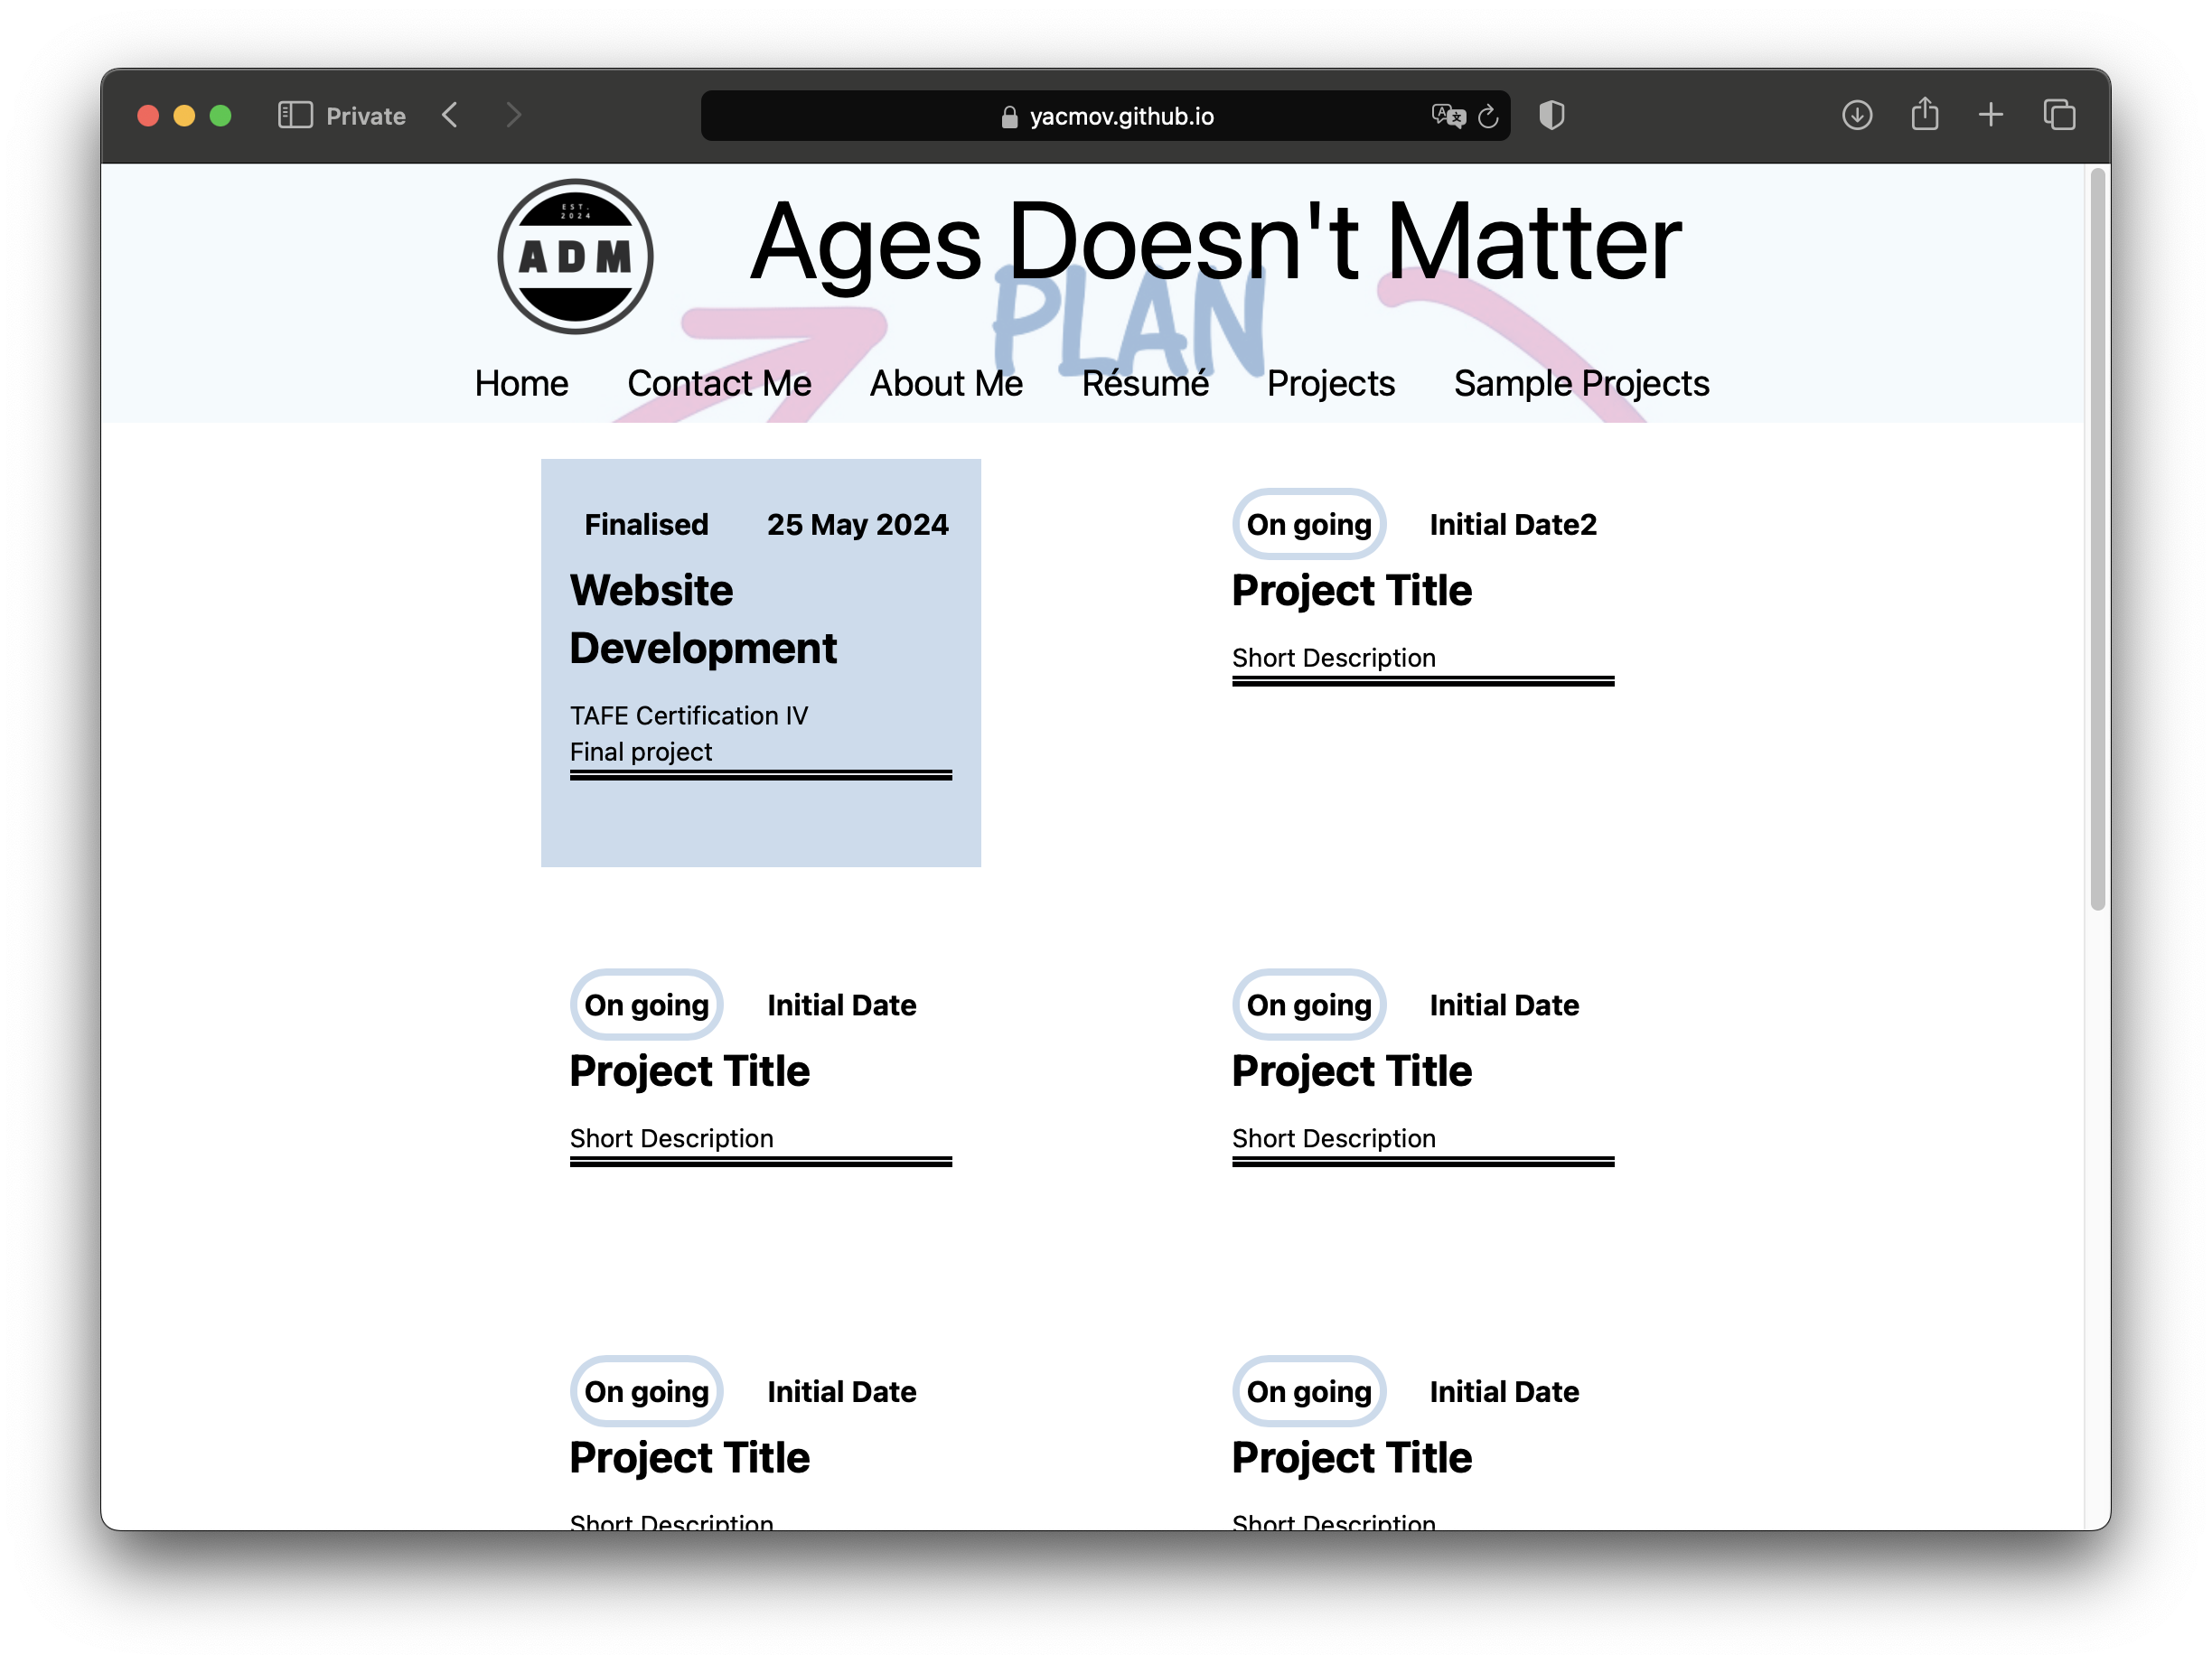 Private
yacmov.github.io
EST.
2024
ADM
Ages Doesn't Matter
PLAN
Home Contact Me About Me Résumé Projects Sample Projects
Finalised 25 May 2024
Website
Development
TAFE Certification IV
Final project
On going Initial Date2
Project Title
Short Description
On going Initial Date
Project Title
Short Description
On going Initial Date
Project Title
Short Description
On going Initial Date
Project Title
Short Description
On going Initial Date
Project Title
Short Description